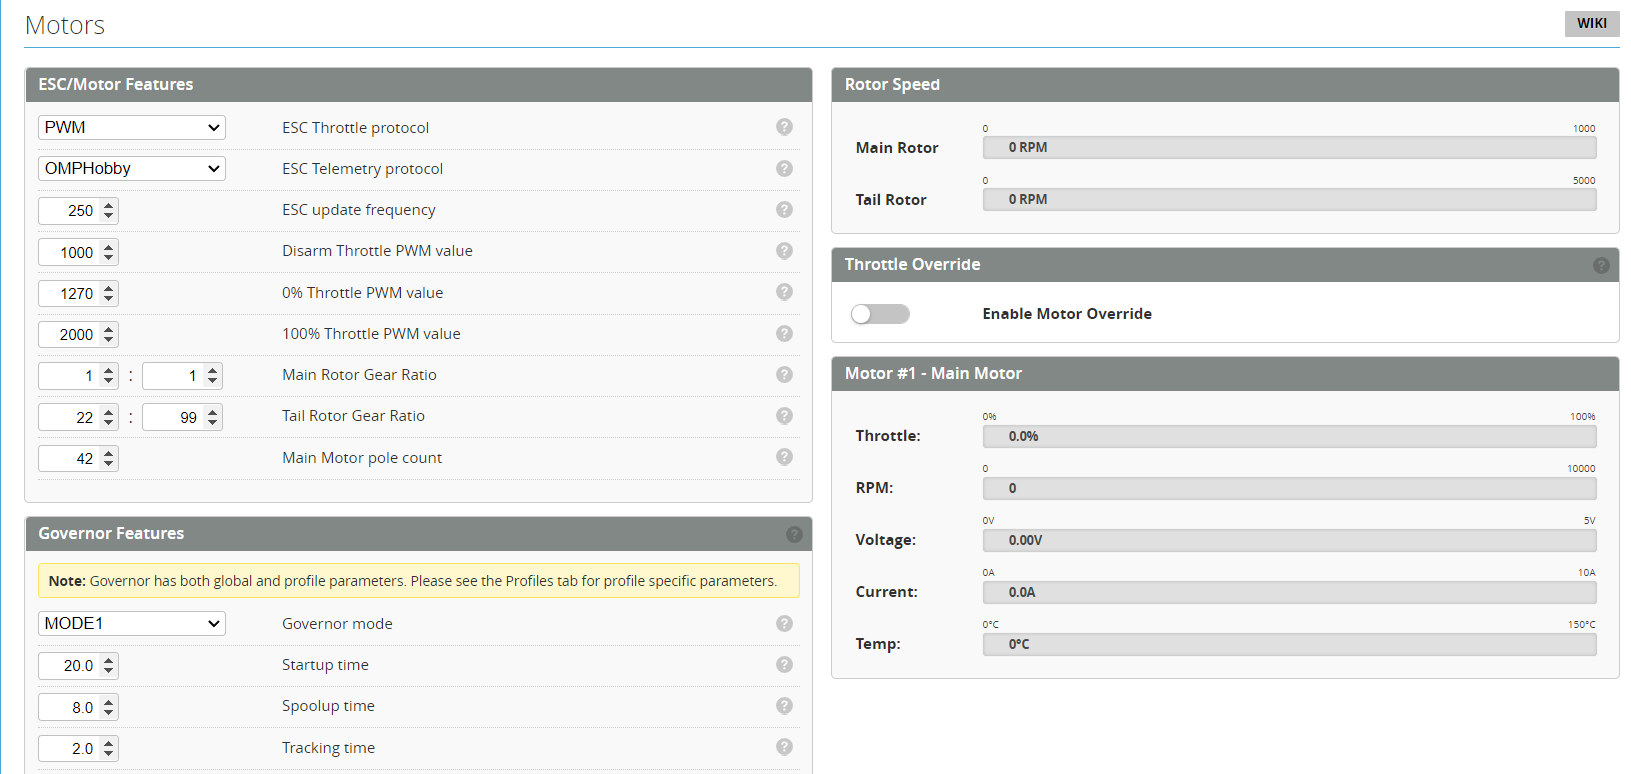 Motors
WIKI
ESC/Motor Features
PWM ESC Throttle protocol ?
OMPHobby ESC Telemetry protocol ?
250 ESC update frequency ?
1000 Disarm Throttle PWM value ?
1270 0% Throttle PWM value ?
2000 100% Throttle PWM value ?
1 : 1 Main Rotor Gear Ratio ?
22 : 99 Tail Rotor Gear Ratio ?
42 Main Motor pole count ?
Governor Features ?
Note: Governor has both global and profile parameters. Please see the Profiles tab for profile specific parameters.
MODE1 Governor mode ?
20.0 Startup time ?
8.0 Spoolup time ?
2.0 Tracking time ?
Rotor Speed
0 1000
Main Rotor 0 RPM
0 5000
Tail Rotor 0 RPM
Throttle Override ?
Enable Motor Override
Motor #1 - Main Motor
0% 100%
Throttle: 0.0%
0 10000
RPM: 0
0V 5V
Voltage: 0.00V
0A 10A
Current: 0.0A
0°C 150°C
Temp: 0°C